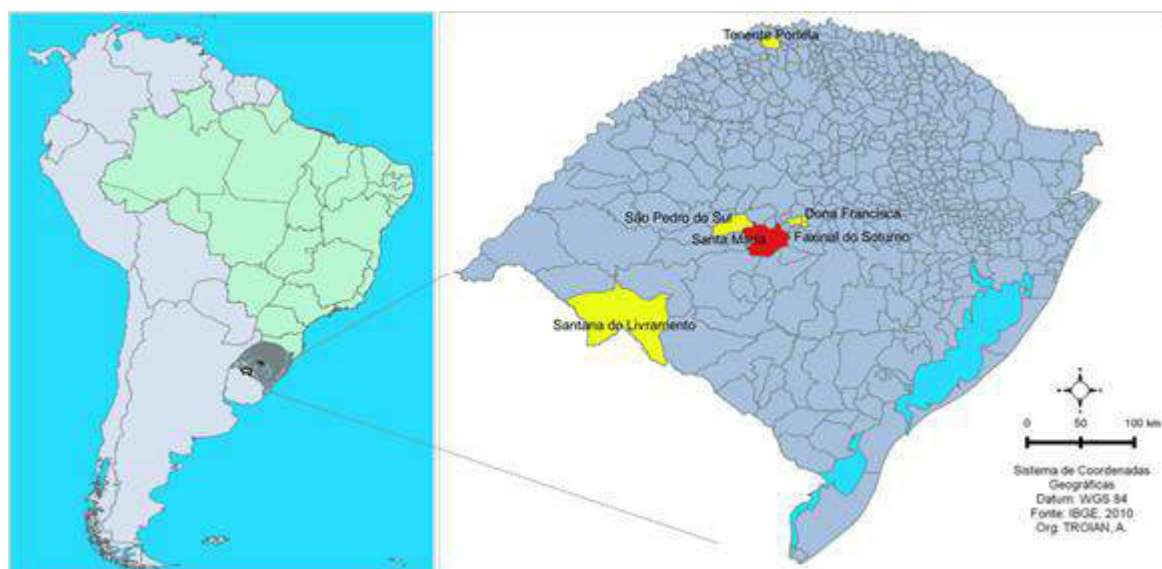 Tenente Portela
São Pedro do Sul
Dona Francisca
Santa Maria
Faxinal do Soturno
Santana do Livramento
0 50 100 km
Sistema de Coordenadas
Geográficas
Datum: WGS 84
Fonte: IBGE, 2010
Org: TROIAN, A.